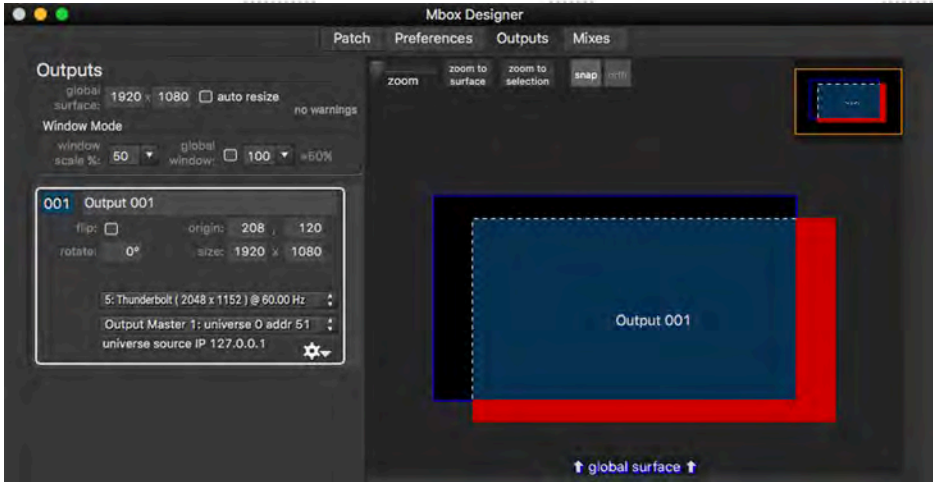 Mbox Designer
Patch Preferences Outputs Mixes
Outputs
global surface: 1920 x 1080 auto resize
no warnings
Window Mode
window scale %: 50 global window: 100 =50%
001 Output 001
flip: origin: 208 , 120
rotate: 0° size: 1920 x 1080
5: Thunderbolt ( 2048 x 1152 ) @ 60.00 Hz
Output Master 1: universe 0 addr 51
universe source IP 127.0.0.1
zoom
zoom to surface
zoom to selection
snap
Output 001
global surface